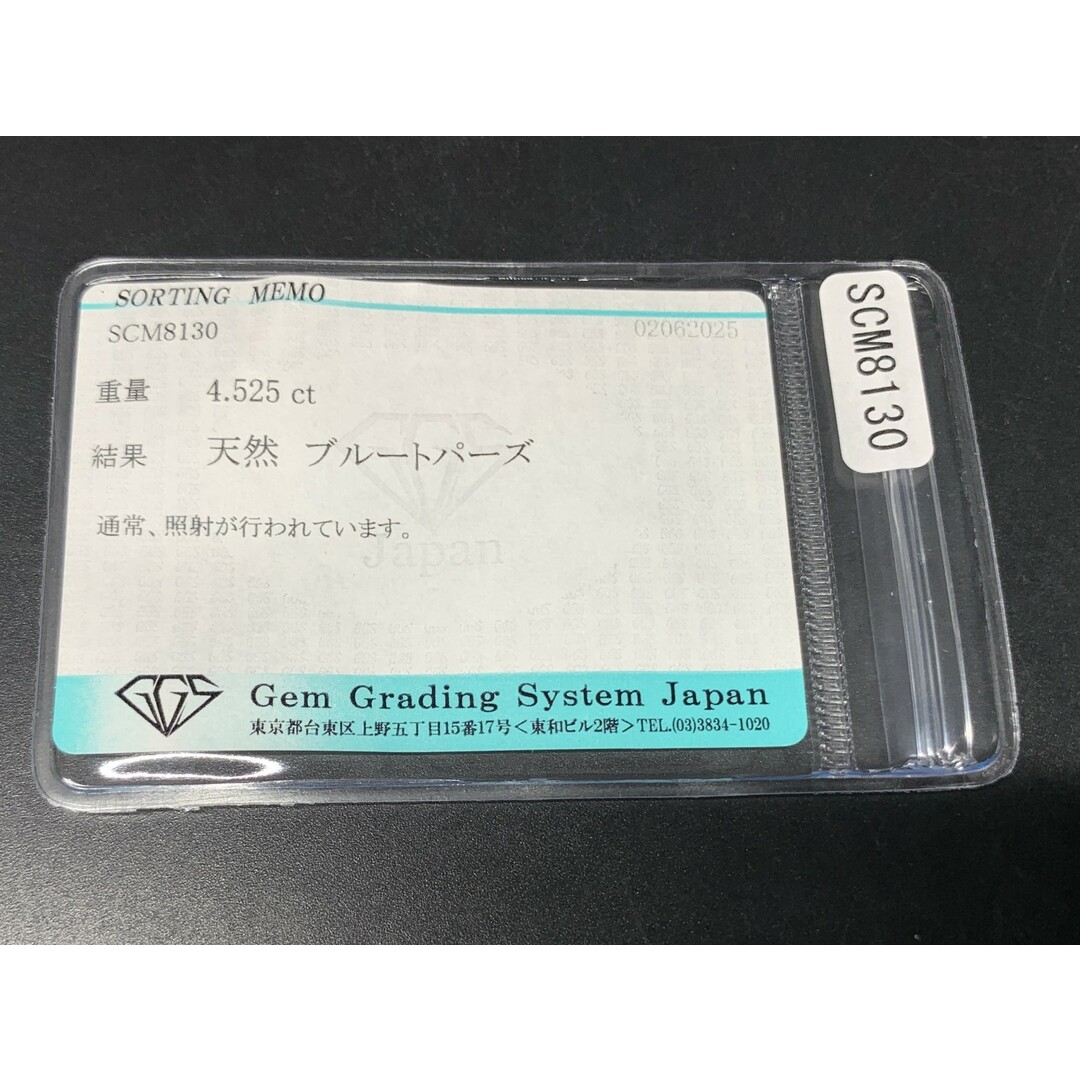 SORTING MEMO
SCM8130 02062025
重量 4.525 ct
結果 天然 ブルートパーズ
通常、照射が行われています。
Japan
GGS Gem Grading System Japan
東京都台東区上野五丁目15番17号<東和ビル2階>TEL.(03)3834-1020
SCM8130